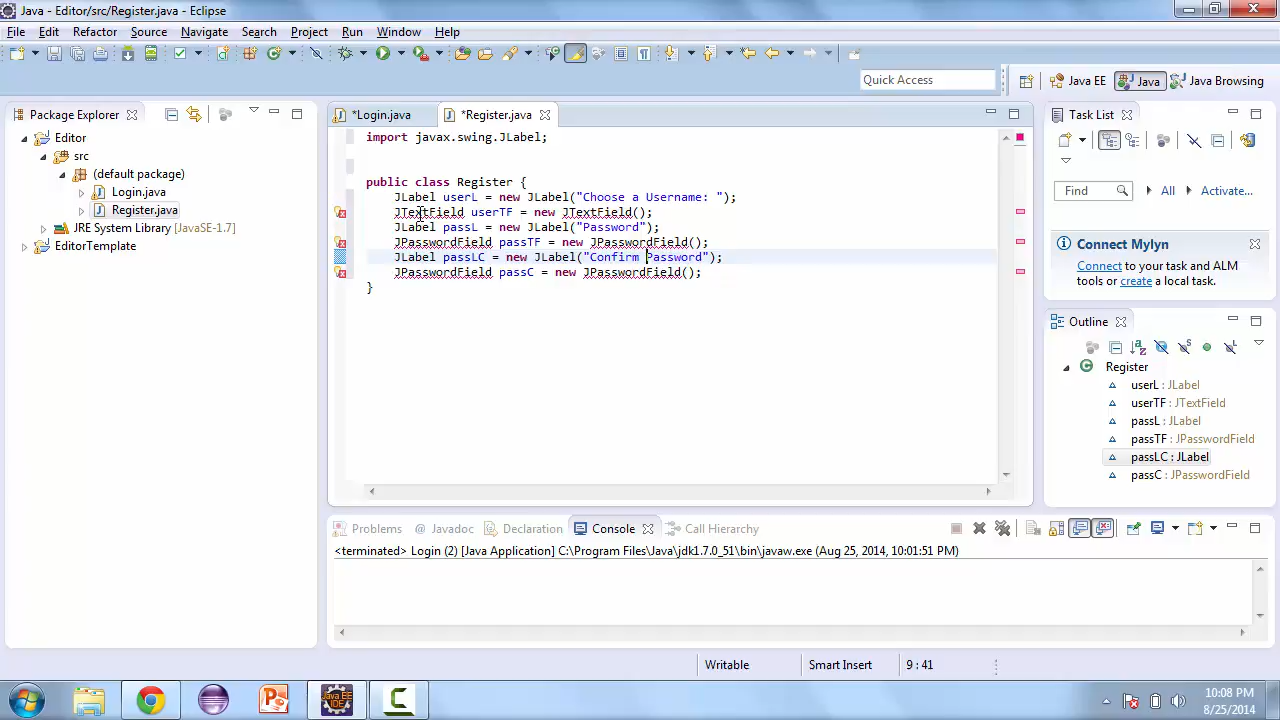 Java - Editor/src/Register.java - Eclipse
File Edit Refactor Source Navigate Search Project Run Window Help
Quick Access
Java EE
Java
Java Browsing
Package Explorer
Editor
src
(default package)
Login.java
Register.java
JRE System Library [JavaSE-1.7]
EditorTemplate
*Login.java
*Register.java
import javax.swing.JLabel;
public class Register {
JLabel userL = new JLabel("Choose a Username: ");
JTextField userTF = new JTextField();
JLabel passL = new JLabel("Password");
JPasswordField passTF = new JPasswordField();
JLabel passLC = new JLabel("Confirm Password");
JPasswordField passC = new JPasswordField();
}
Task List
Find
All
Activate...
Connect Mylyn
Connect to your task and ALM
tools or create a local task.
Outline
Register
userL : JLabel
userTF : JTextField
passL : JLabel
passTF : JPasswordField
passLC : JLabel
passC : JPasswordField
Problems
@ Javadoc
Declaration
Console
Call Hierarchy
<terminated> Login (2) [Java Application] C:\Program Files\Java\jdk1.7.0_51\bin\javaw.exe (Aug 25, 2014, 10:01:51 PM)
Writable
Smart Insert
9 : 41
Java EE
IDE
10:08 PM
8/25/2014